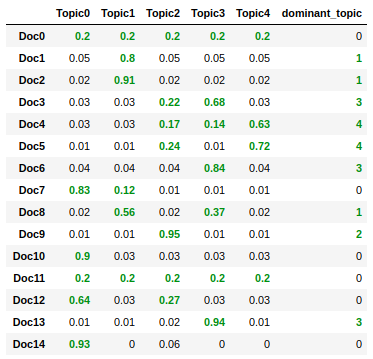 Topic0 Topic1 Topic2 Topic3 Topic4 dominant_topic
Doc0 0.2 0.2 0.2 0.2 0.2 0
Doc1 0.05 0.8 0.05 0.05 0.05 1
Doc2 0.02 0.91 0.02 0.02 0.02 1
Doc3 0.03 0.03 0.22 0.68 0.03 3
Doc4 0.03 0.03 0.17 0.14 0.63 4
Doc5 0.01 0.01 0.24 0.01 0.72 4
Doc6 0.04 0.04 0.04 0.84 0.04 3
Doc7 0.83 0.12 0.01 0.01 0.01 0
Doc8 0.02 0.56 0.02 0.37 0.02 1
Doc9 0.01 0.01 0.95 0.01 0.01 2
Doc10 0.9 0.03 0.03 0.03 0.03 0
Doc11 0.2 0.2 0.2 0.2 0.2 0
Doc12 0.64 0.03 0.27 0.03 0.03 0
Doc13 0.01 0.01 0.02 0.94 0.01 3
Doc14 0.93 0 0.06 0 0 0